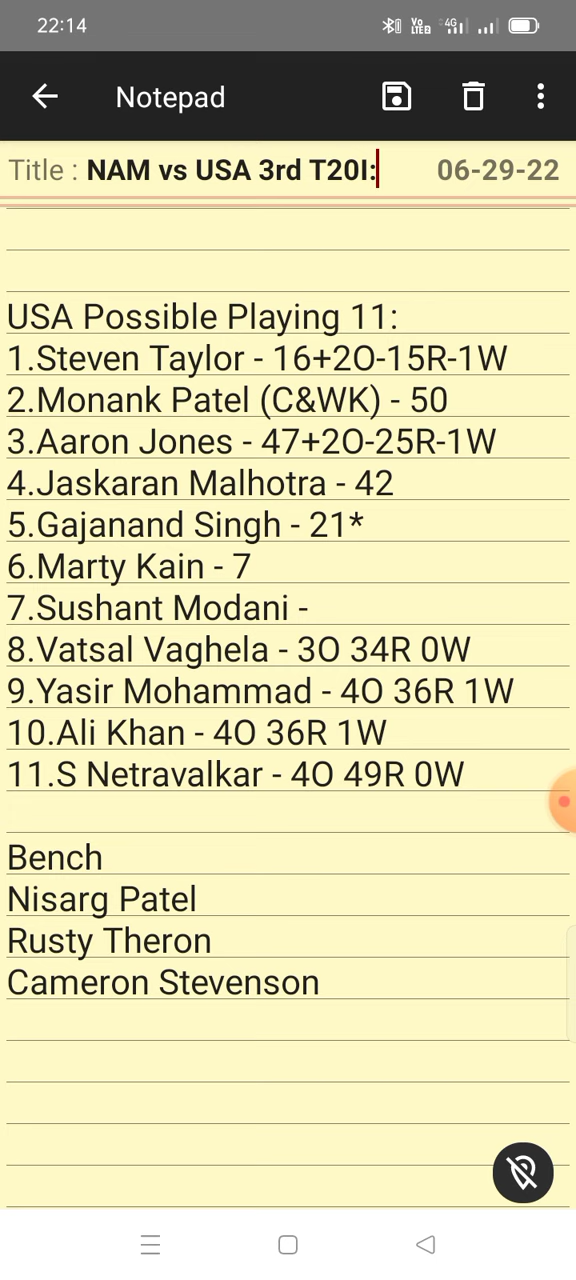 22:14 Vo LTE2 4G
Notepad
Title : NAM vs USA 3rd T20I: 06-29-22
USA Possible Playing 11:
1.Steven Taylor - 16+2O-15R-1W
2.Monank Patel (C&WK) - 50
3.Aaron Jones - 47+2O-25R-1W
4.Jaskaran Malhotra - 42
5.Gajanand Singh - 21*
6.Marty Kain - 7
7.Sushant Modani -
8.Vatsal Vaghela - 3O 34R 0W
9.Yasir Mohammad - 4O 36R 1W
10.Ali Khan - 4O 36R 1W
11.S Netravalkar - 4O 49R 0W
Bench
Nisarg Patel
Rusty Theron
Cameron Stevenson